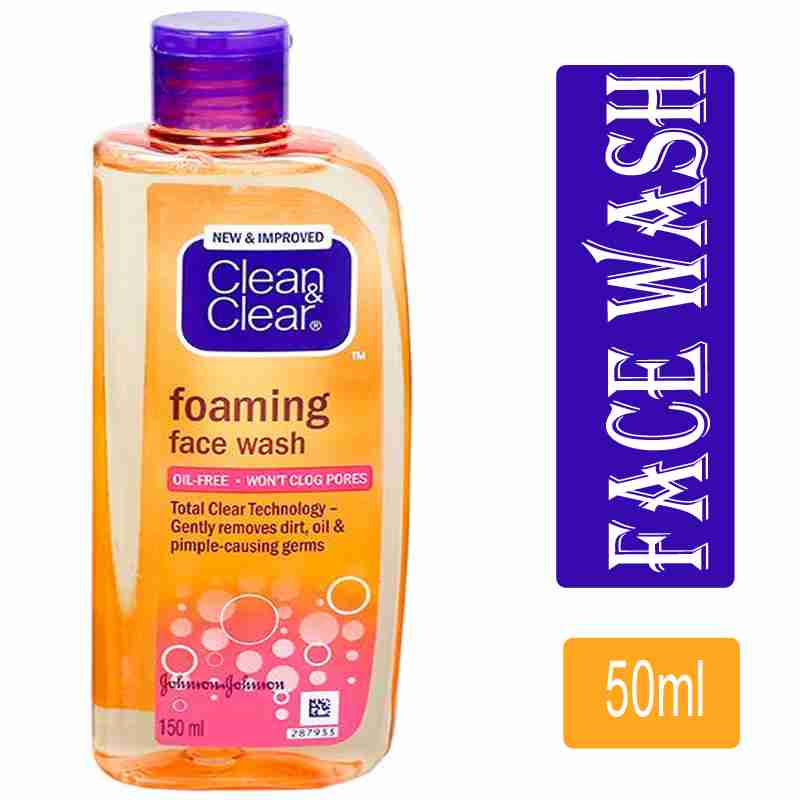 NEW & IMPROVED
Clean &
Clear®
™
foaming
face wash
OIL-FREE • WON'T CLOG PORES
Total Clear Technology –
Gently removes dirt, oil &
pimple-causing germs
Johnson & Johnson
150 ml
287933
FACE WASH
50ml